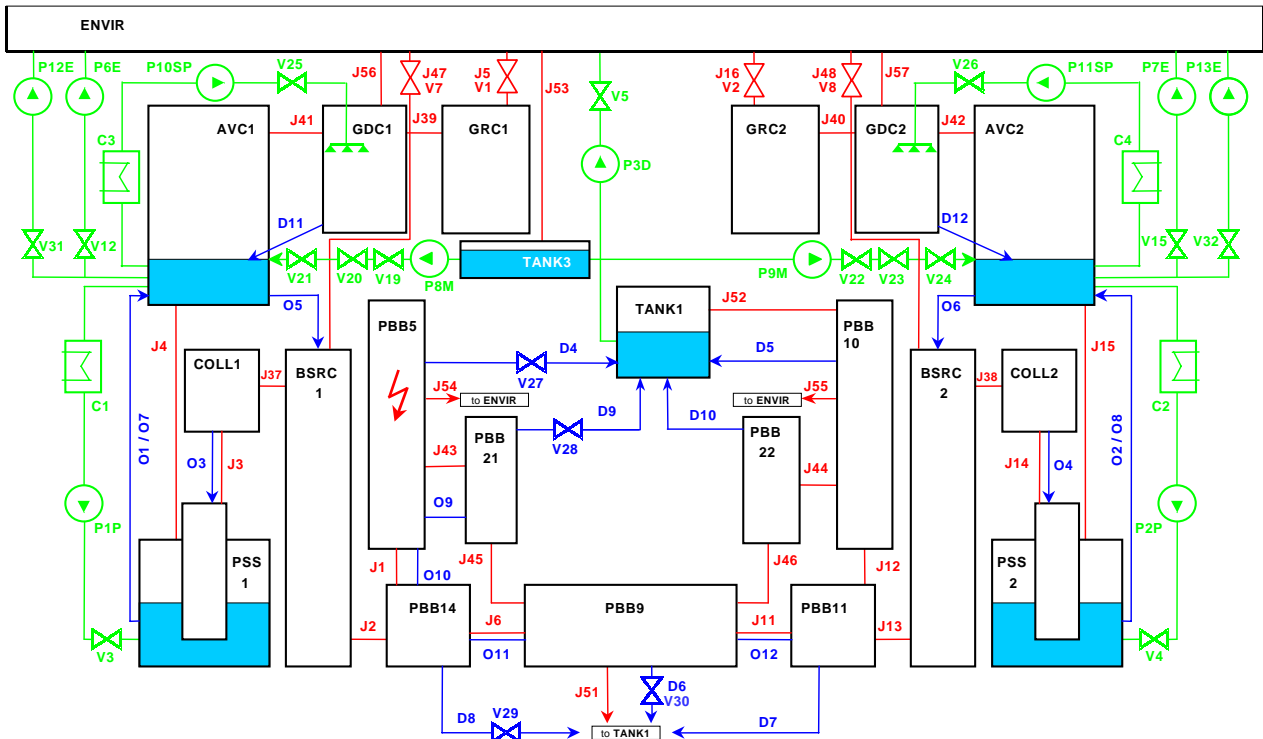 ENVIR
P12E
P6E
P10SP
V25
J56
J47
V7
J5
V1
J53
V5
J16
V2
J48
V8
J57
V26
P11SP
P7E
P13E
AVC1
J41
GDC1
J39
GRC1
GRC2
J40
GDC2
J42
AVC2
C3
C4
P3D
D11
D12
V31
V12
V21
V20
V19
P8M
TANK3
P9M
V22
V23
V24
V15
V32
O5
O6
J4
PBB5
TANK1
J52
PBB
10
J15
COLL1
J37
BSRC
1
D4
V27
D5
BSRC
2
J38
COLL2
C1
C2
J54
to ENVIR
J55
to ENVIR
D9
D10
O1 / O7
O2 / O8
O3
J3
J43
PBB
21
V28
PBB
22
J44
J14
O4
O9
P1P
P2P
PSS
1
J1
O10
J45
J46
J12
PSS
2
PBB14
PBB9
PBB11
V3
J2
J6
O11
J11
O12
J13
V4
J51
D6
V30
D8
V29
to TANK1
D7